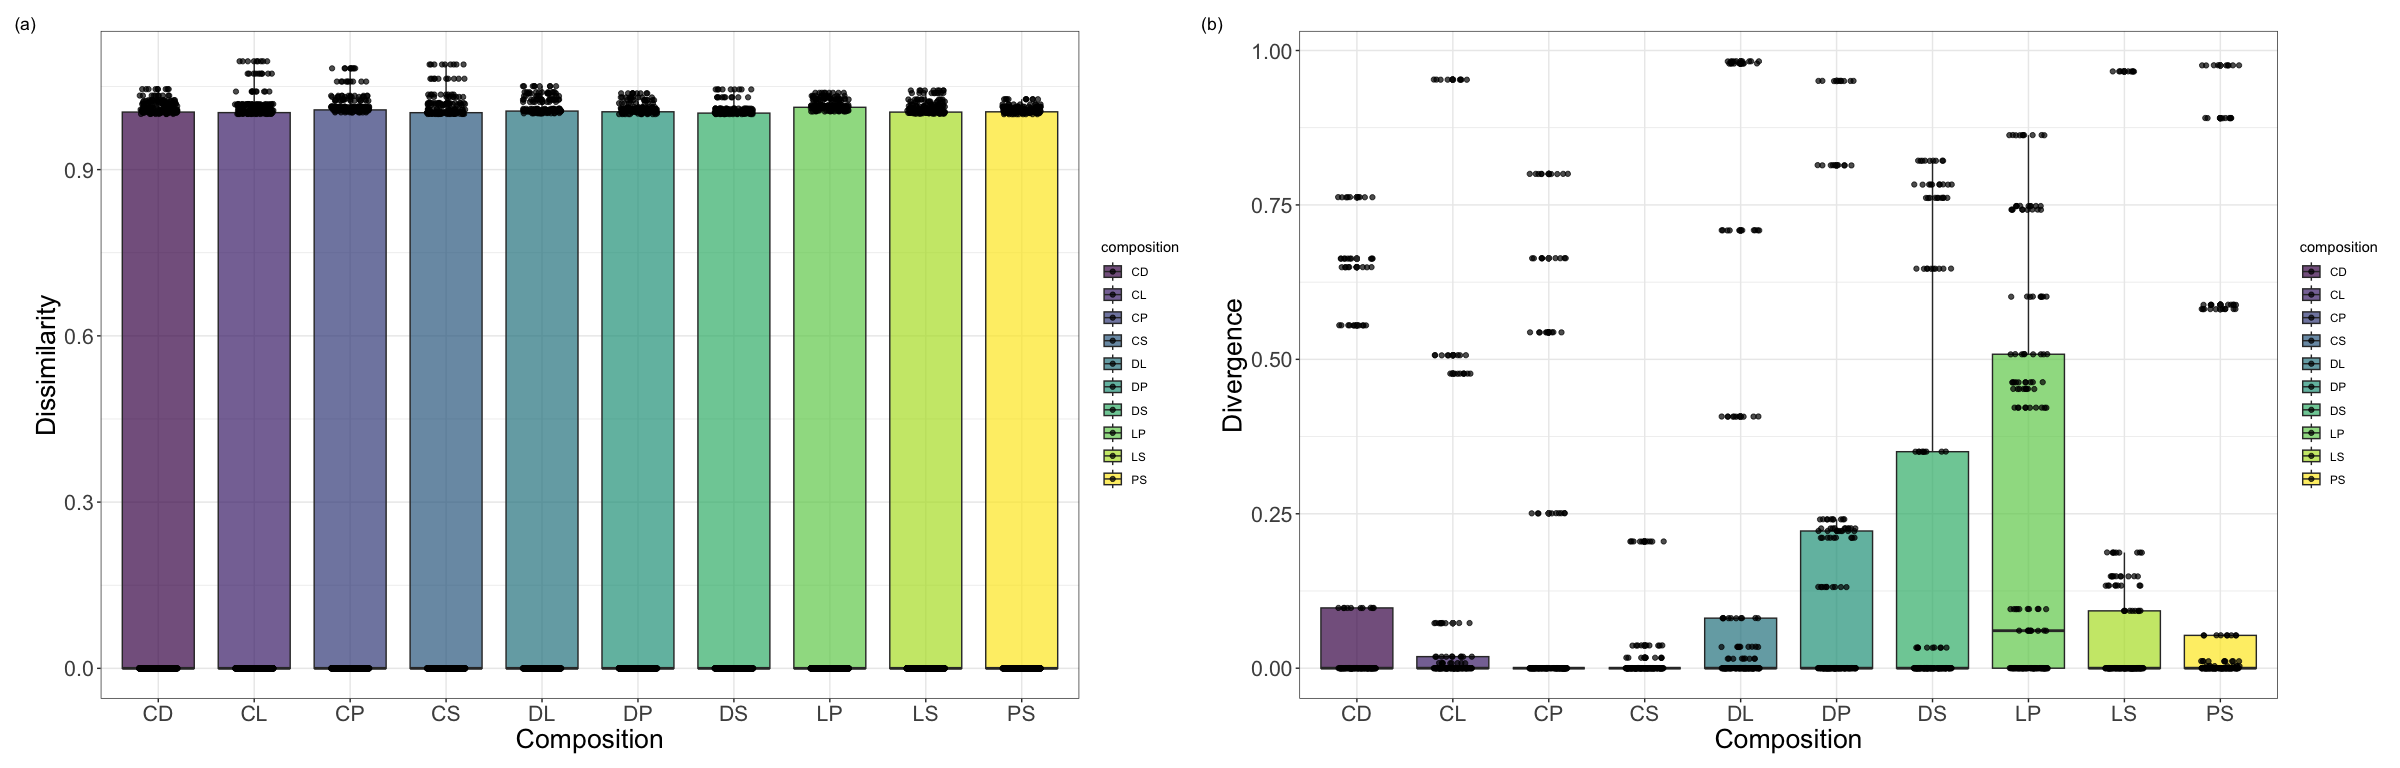 (a)
Dissimilarity
0.9
0.6
0.3
0.0
CD CL CP CS DL DP DS LP LS PS
Composition
composition
CD
CL
CP
CS
DL
DP
DS
LP
LS
PS
(b)
Divergence
1.00
0.75
0.50
0.25
0.00
CD CL CP CS DL DP DS LP LS PS
Composition
composition
CD
CL
CP
CS
DL
DP
DS
LP
LS
PS